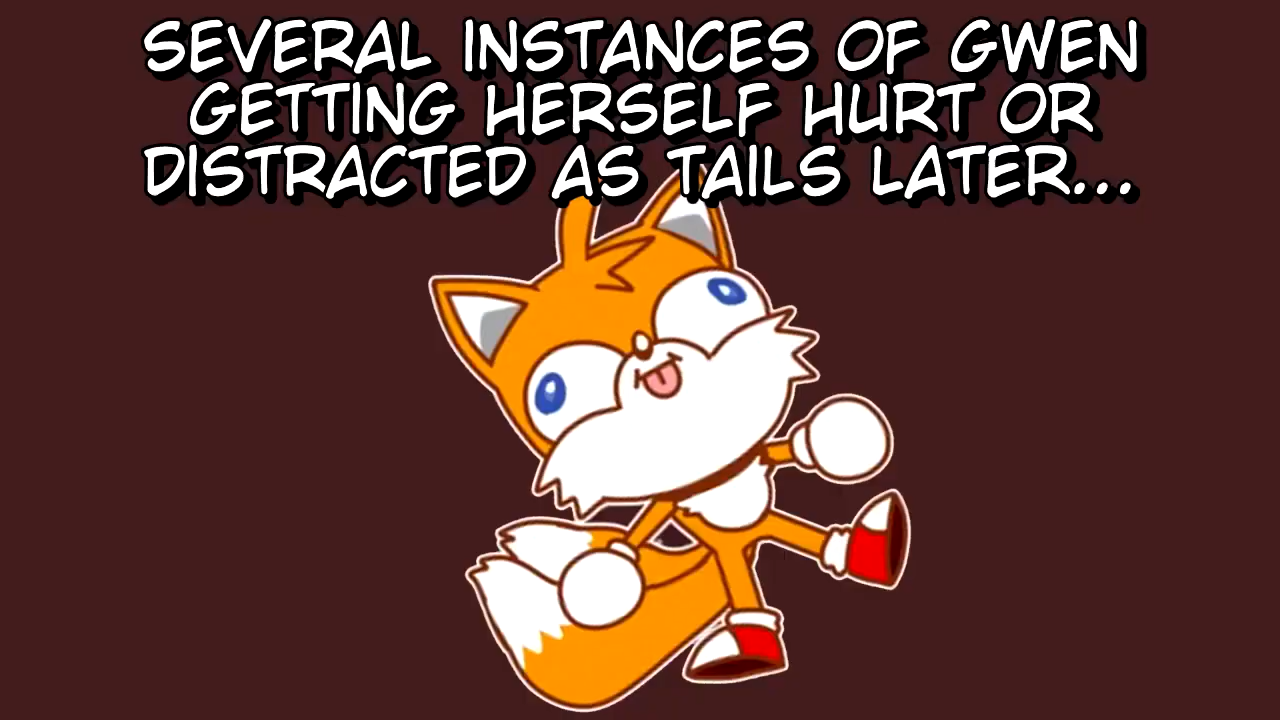 SEVERAL INSTANCES OF GWEN
GETTING HERSELF HURT OR
DISTRACTED AS TAILS LATER...